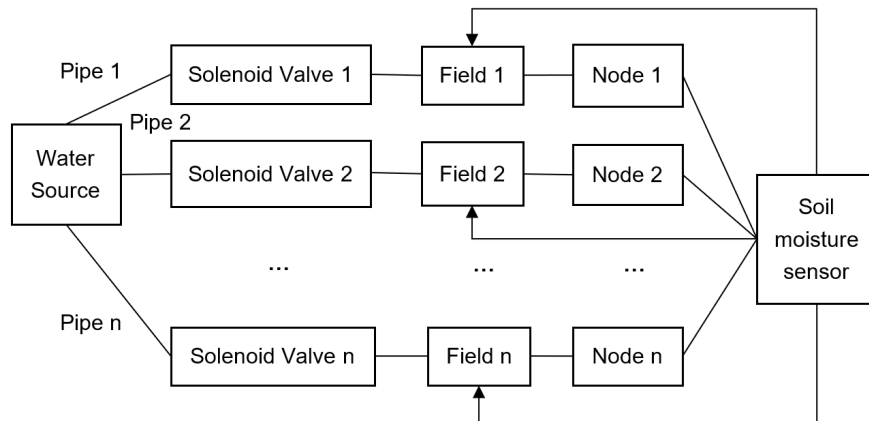 Pipe 1
Solenoid Valve 1
Field 1
Node 1
Pipe 2
Water
Source
Solenoid Valve 2
Field 2
Node 2
Soil
moisture
sensor
...
...
...
Pipe n
Solenoid Valve n
Field n
Node n